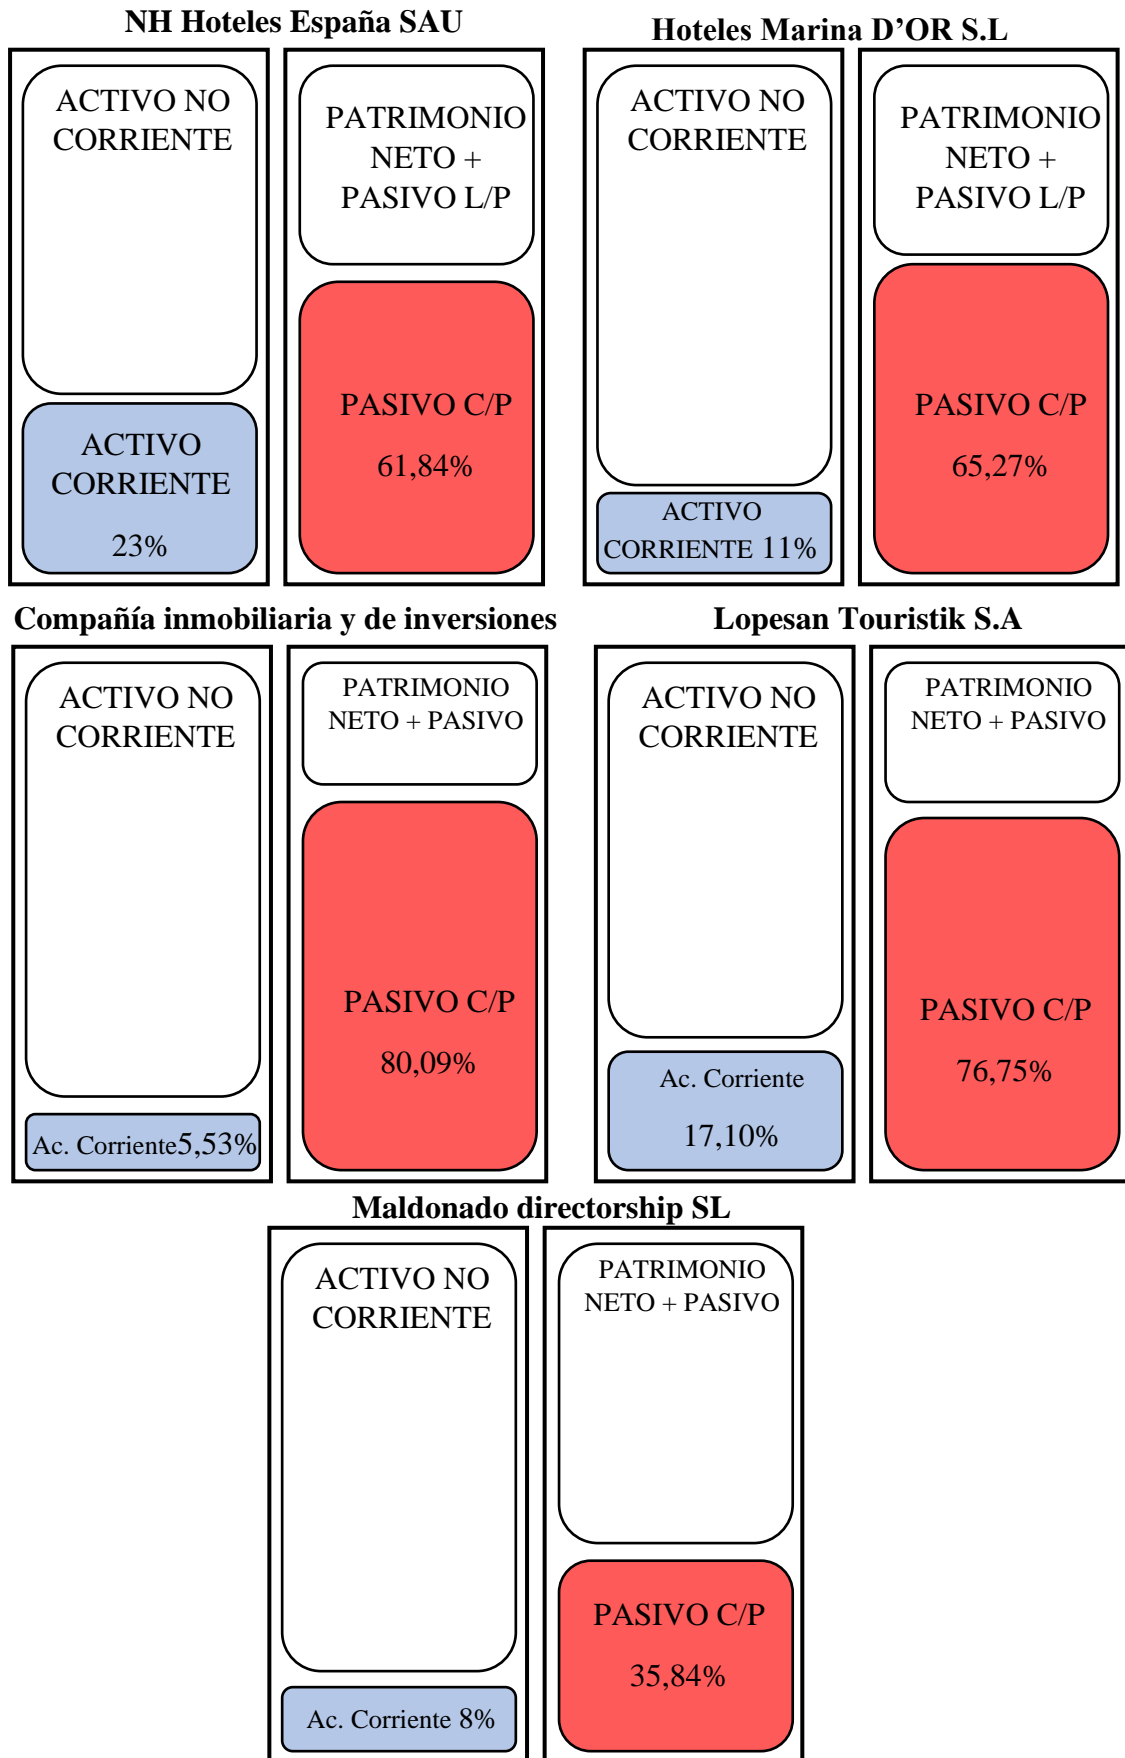 NH Hoteles España SAU
ACTIVO NO
CORRIENTE
PATRIMONIO
NETO +
PASIVO L/P
ACTIVO
CORRIENTE
23%
PASIVO C/P
61,84%
Hoteles Marina D’OR S.L
ACTIVO NO
CORRIENTE
PATRIMONIO
NETO +
PASIVO L/P
ACTIVO
CORRIENTE 11%
PASIVO C/P
65,27%
Compañía inmobiliaria y de inversiones
ACTIVO NO
CORRIENTE
PATRIMONIO
NETO + PASIVO
Ac. Corriente5,53%
PASIVO C/P
80,09%
Lopesan Touristik S.A
ACTIVO NO
CORRIENTE
PATRIMONIO
NETO + PASIVO
Ac. Corriente
17,10%
PASIVO C/P
76,75%
Maldonado directorship SL
ACTIVO NO
CORRIENTE
PATRIMONIO
NETO + PASIVO
Ac. Corriente 8%
PASIVO C/P
35,84%